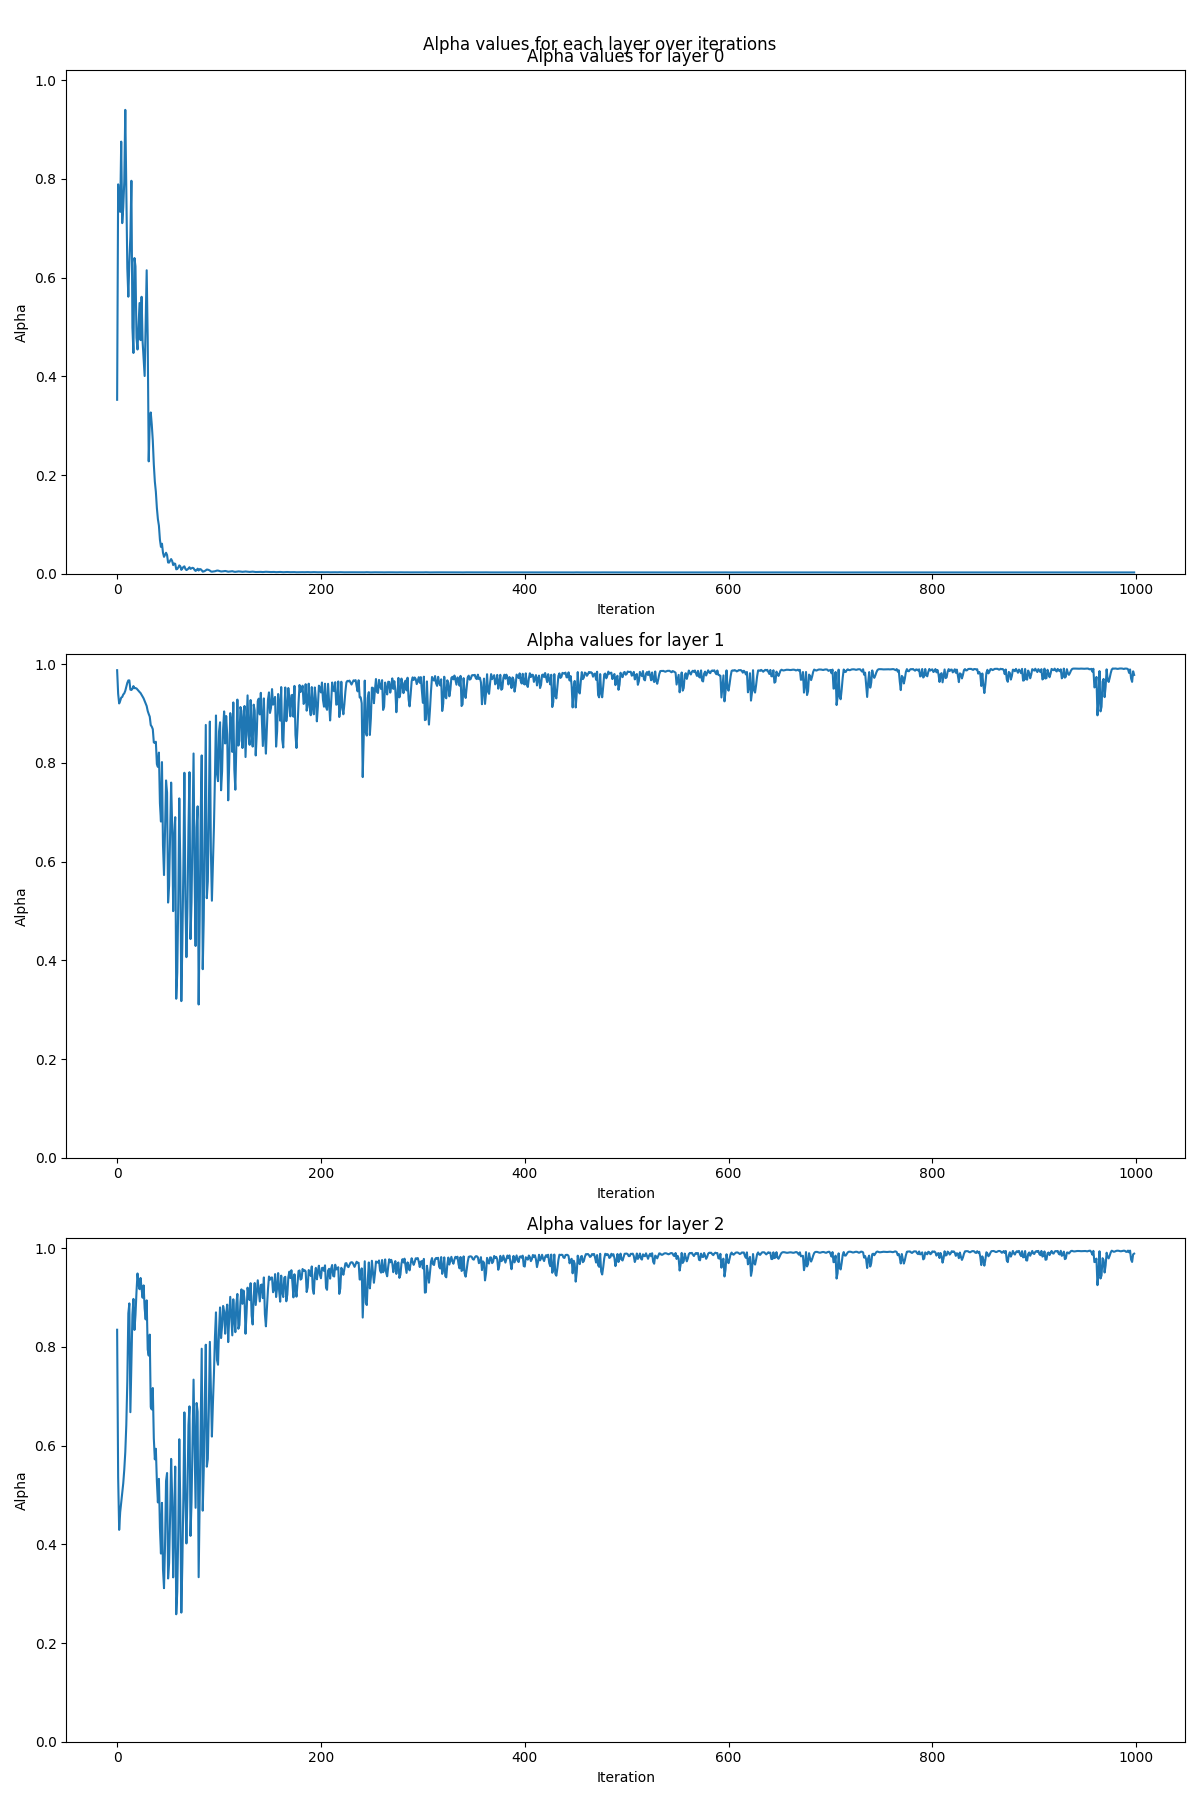 Alpha values for each layer over iterations
Alpha values for layer 0
1.0
0.8
0.6
0.4
0.2
0.0
Alpha
0 200 400 600 800 1000
Iteration
Alpha values for layer 1
1.0
0.8
0.6
0.4
0.2
0.0
Alpha
0 200 400 600 800 1000
Iteration
Alpha values for layer 2
1.0
0.8
0.6
0.4
0.2
0.0
Alpha
0 200 400 600 800 1000
Iteration